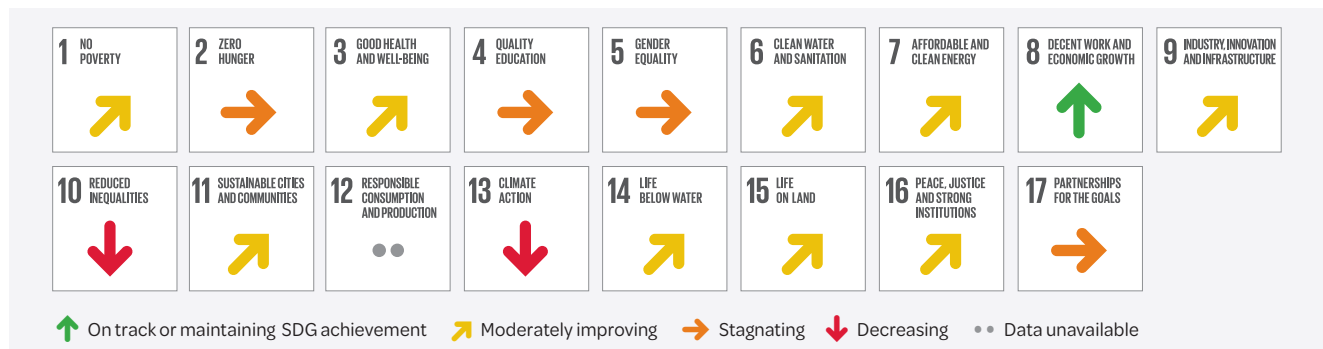 1 NO
POVERTY
2 ZERO
HUNGER
3 GOOD HEALTH
AND WELL-BEING
4 QUALITY
EDUCATION
5 GENDER
EQUALITY
6 CLEAN WATER
AND SANITATION
7 AFFORDABLE AND
CLEAN ENERGY
8 DECENT WORK AND
ECONOMIC GROWTH
9 INDUSTRY, INNOVATION
AND INFRASTRUCTURE
10 REDUCED
INEQUALITIES
11 SUSTAINABLE CITIES
AND COMMUNITIES
12 RESPONSIBLE
CONSUMPTION
AND PRODUCTION
13 CLIMATE
ACTION
14 LIFE
BELOW WATER
15 LIFE
ON LAND
16 PEACE, JUSTICE
AND STRONG
INSTITUTIONS
17 PARTNERSHIPS
FOR THE GOALS
On track or maintaining SDG achievement
Moderately improving
Stagnating
Decreasing
Data unavailable